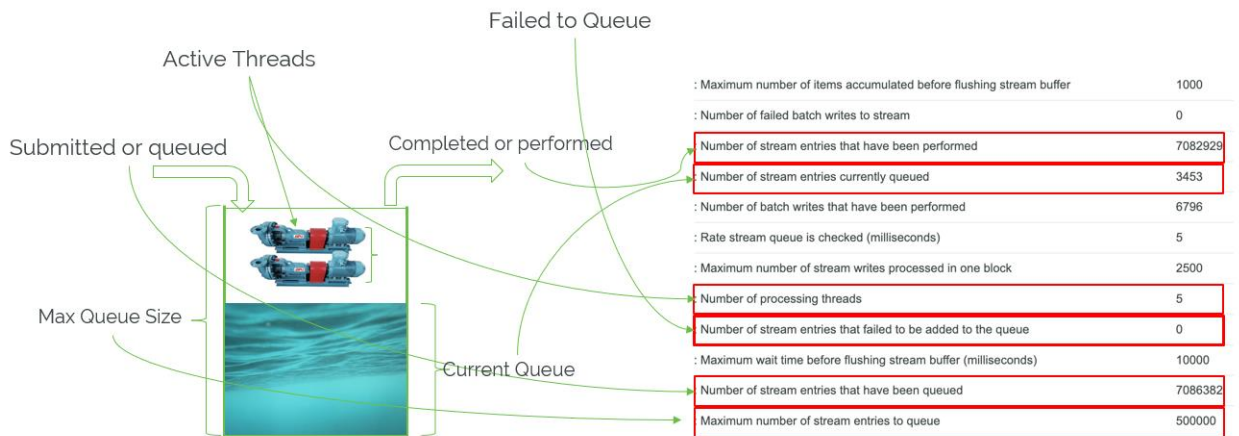 Failed to Queue
Active Threads
Submitted or queued
Completed or performed
Max Queue Size
Current Queue
: Maximum number of items accumulated before flushing stream buffer 1000
: Number of failed batch writes to stream 0
: Number of stream entries that have been performed 7082929
: Number of stream entries currently queued 3453
: Number of batch writes that have been performed 6796
: Rate stream queue is checked (milliseconds) 5
: Maximum number of stream writes processed in one block 2500
: Number of processing threads 5
: Number of stream entries that failed to be added to the queue 0
: Maximum wait time before flushing stream buffer (milliseconds) 10000
: Number of stream entries that have been queued 7086382
: Maximum number of stream entries to queue 500000